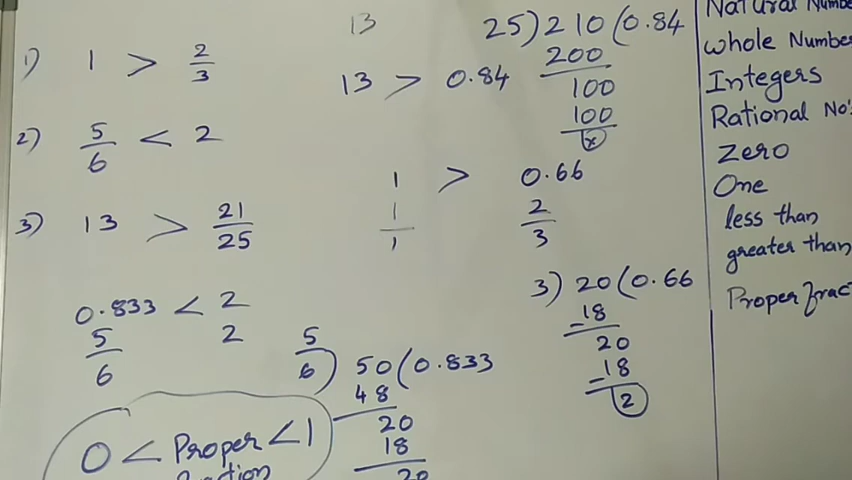 1) 1 > 2/3
2) 5/6 < 2
3) 13 > 21/25
0.833 < 2
5/6 2
0 < Proper < 1
fraction
13
13 > 0.84
1 > 0.66
1/1 2/3
25) 210 (0.84
200
100
100
x
3) 20 (0.66
-18
20
-18
2
5/6) 50 (0.833
48
20
18
20
Natural Numbe
Whole Number
Integers
Rational No's
Zero
One
less than
greater than
Proper frac